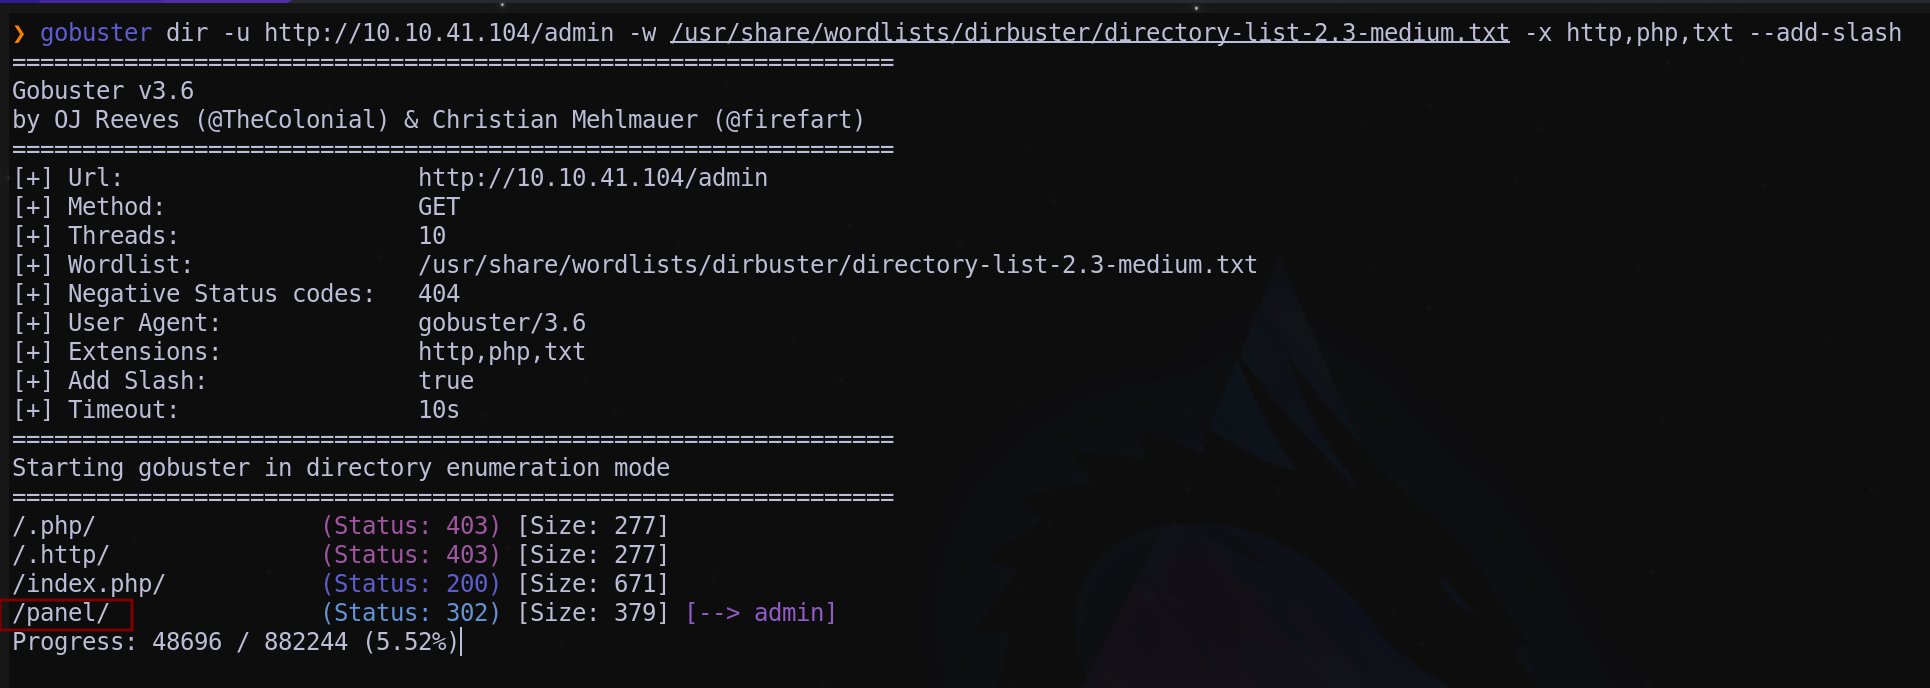 ❯ gobuster dir -u http://10.10.41.104/admin -w /usr/share/wordlists/dirbuster/directory-list-2.3-medium.txt -x http,php,txt --add-slash
===============================================================
Gobuster v3.6
by OJ Reeves (@TheColonial) & Christian Mehlmauer (@firefart)
===============================================================
[+] Url:                     http://10.10.41.104/admin
[+] Method:                  GET
[+] Threads:                 10
[+] Wordlist:                /usr/share/wordlists/dirbuster/directory-list-2.3-medium.txt
[+] Negative Status codes:   404
[+] User Agent:              gobuster/3.6
[+] Extensions:              http,php,txt
[+] Add Slash:               true
[+] Timeout:                 10s
===============================================================
Starting gobuster in directory enumeration mode
===============================================================
/.php/                (Status: 403) [Size: 277]
/.http/               (Status: 403) [Size: 277]
/index.php/           (Status: 200) [Size: 671]
/panel/               (Status: 302) [Size: 379] [--> admin]
Progress: 48696 / 882244 (5.52%)